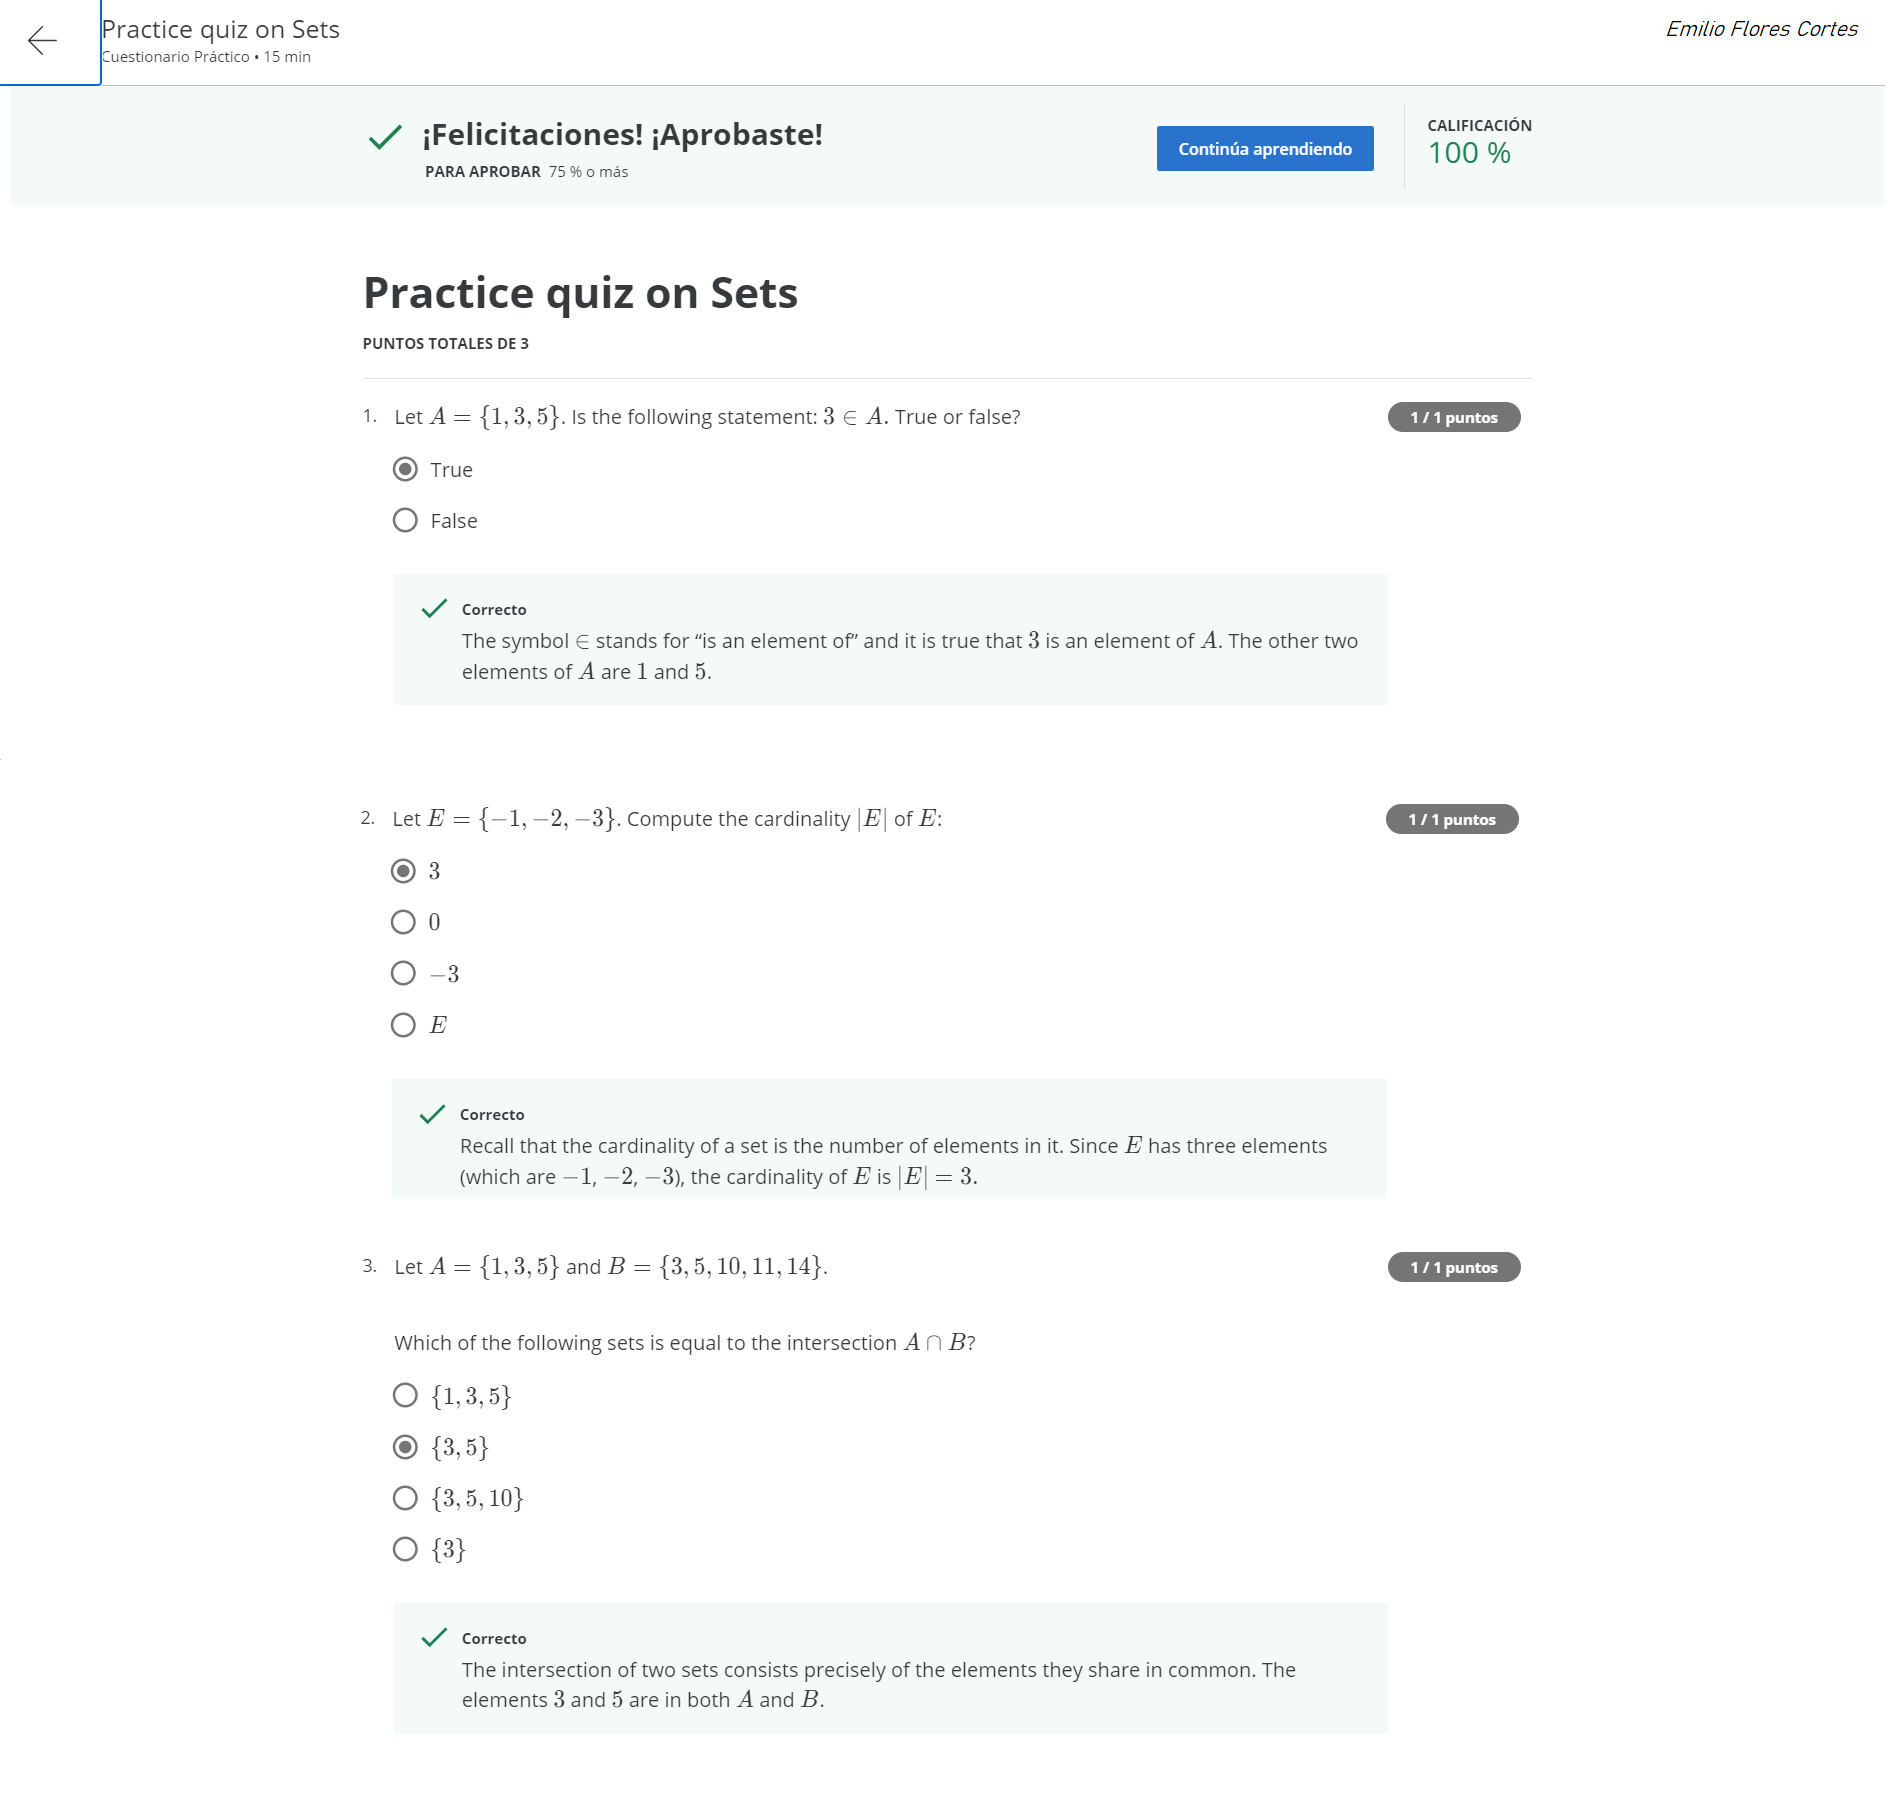 Practice quiz on Sets
Cuestionario Práctico • 15 min
Emilio Flores Cortes
¡Felicitaciones! ¡Aprobaste!
PARA APROBAR 75 % o más
Continúa aprendiendo
CALIFICACIÓN
100 %
Practice quiz on Sets
PUNTOS TOTALES DE 3
1. Let A = {1, 3, 5}. Is the following statement: 3 ∈ A. True or false?
1 / 1 puntos
True
False
Correcto
The symbol ∈ stands for “is an element of” and it is true that 3 is an element of A. The other two
elements of A are 1 and 5.
2. Let E = {−1, −2, −3}. Compute the cardinality |E| of E:
1 / 1 puntos
3
0
−3
E
Correcto
Recall that the cardinality of a set is the number of elements in it. Since E has three elements
(which are −1, −2, −3), the cardinality of E is |E| = 3.
3. Let A = {1, 3, 5} and B = {3, 5, 10, 11, 14}.
1 / 1 puntos
Which of the following sets is equal to the intersection A ∩ B?
{1, 3, 5}
{3, 5}
{3, 5, 10}
{3}
Correcto
The intersection of two sets consists precisely of the elements they share in common. The
elements 3 and 5 are in both A and B.